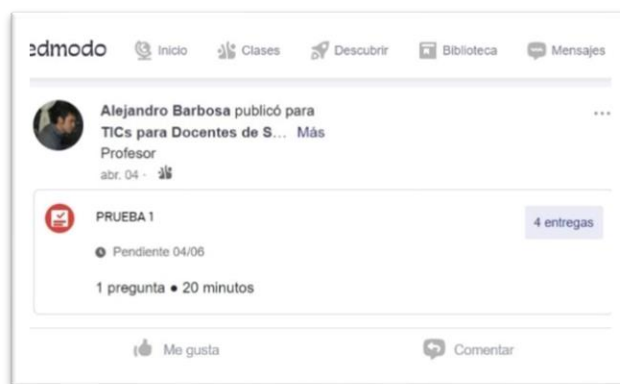 edmodo Inicio Clases Descubrir Biblioteca Mensajes
Alejandro Barbosa publicó para
TICs para Docentes de S... Más
Profesor
abr. 04 ·
PRUEBA 1
4 entregas
Pendiente 04/06
1 pregunta ● 20 minutos
Me gusta Comentar